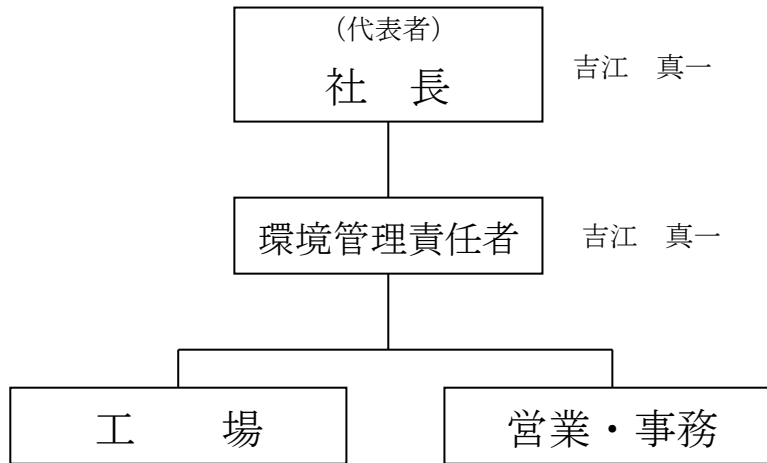 (代表者)
社　長
吉江　真一
環境管理責任者
吉江　真一
工　　場
営業・事務